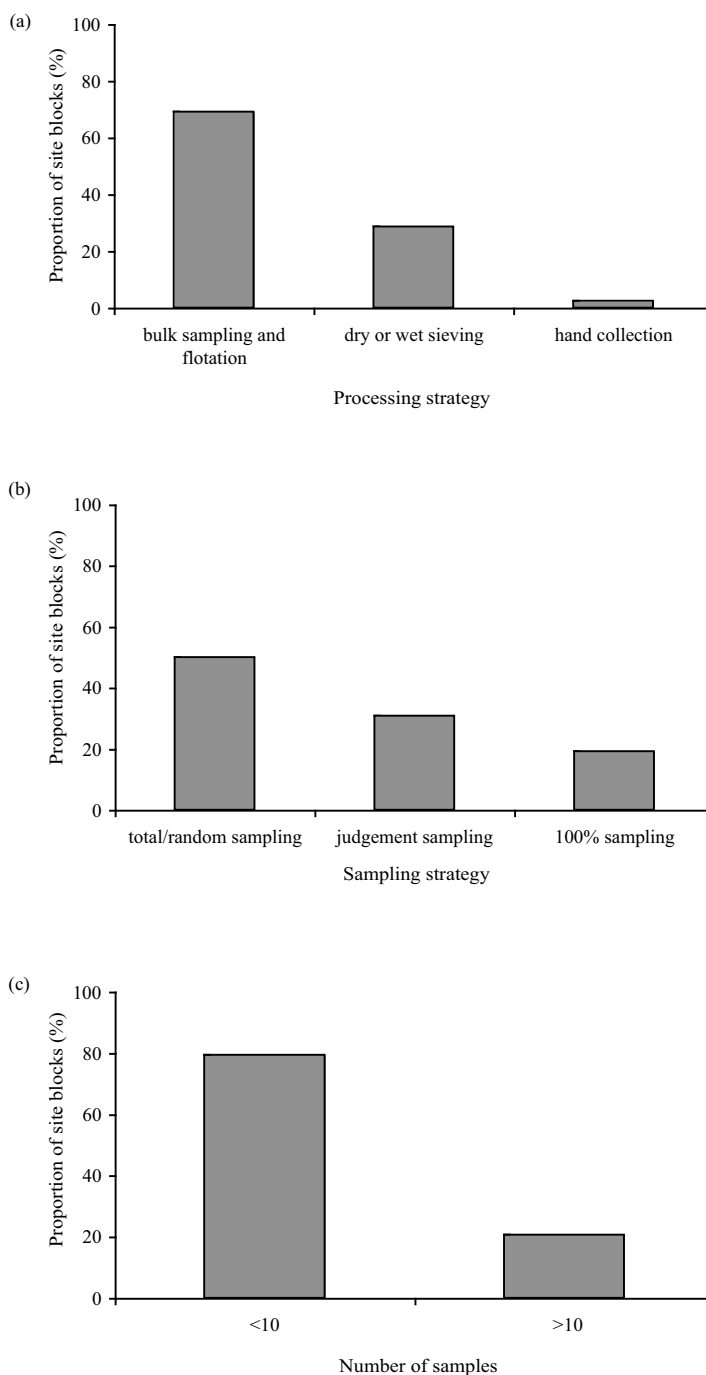 (a)
Proportion of site blocks (%)
100
80
60
40
20
0
bulk sampling and
flotation
dry or wet sieving
hand collection
Processing strategy
(b)
Proportion of site blocks (%)
100
80
60
40
20
0
total/random sampling
judgement sampling
100% sampling
Sampling strategy
(c)
Proportion of site blocks (%)
100
80
60
40
20
0
<10
>10
Number of samples